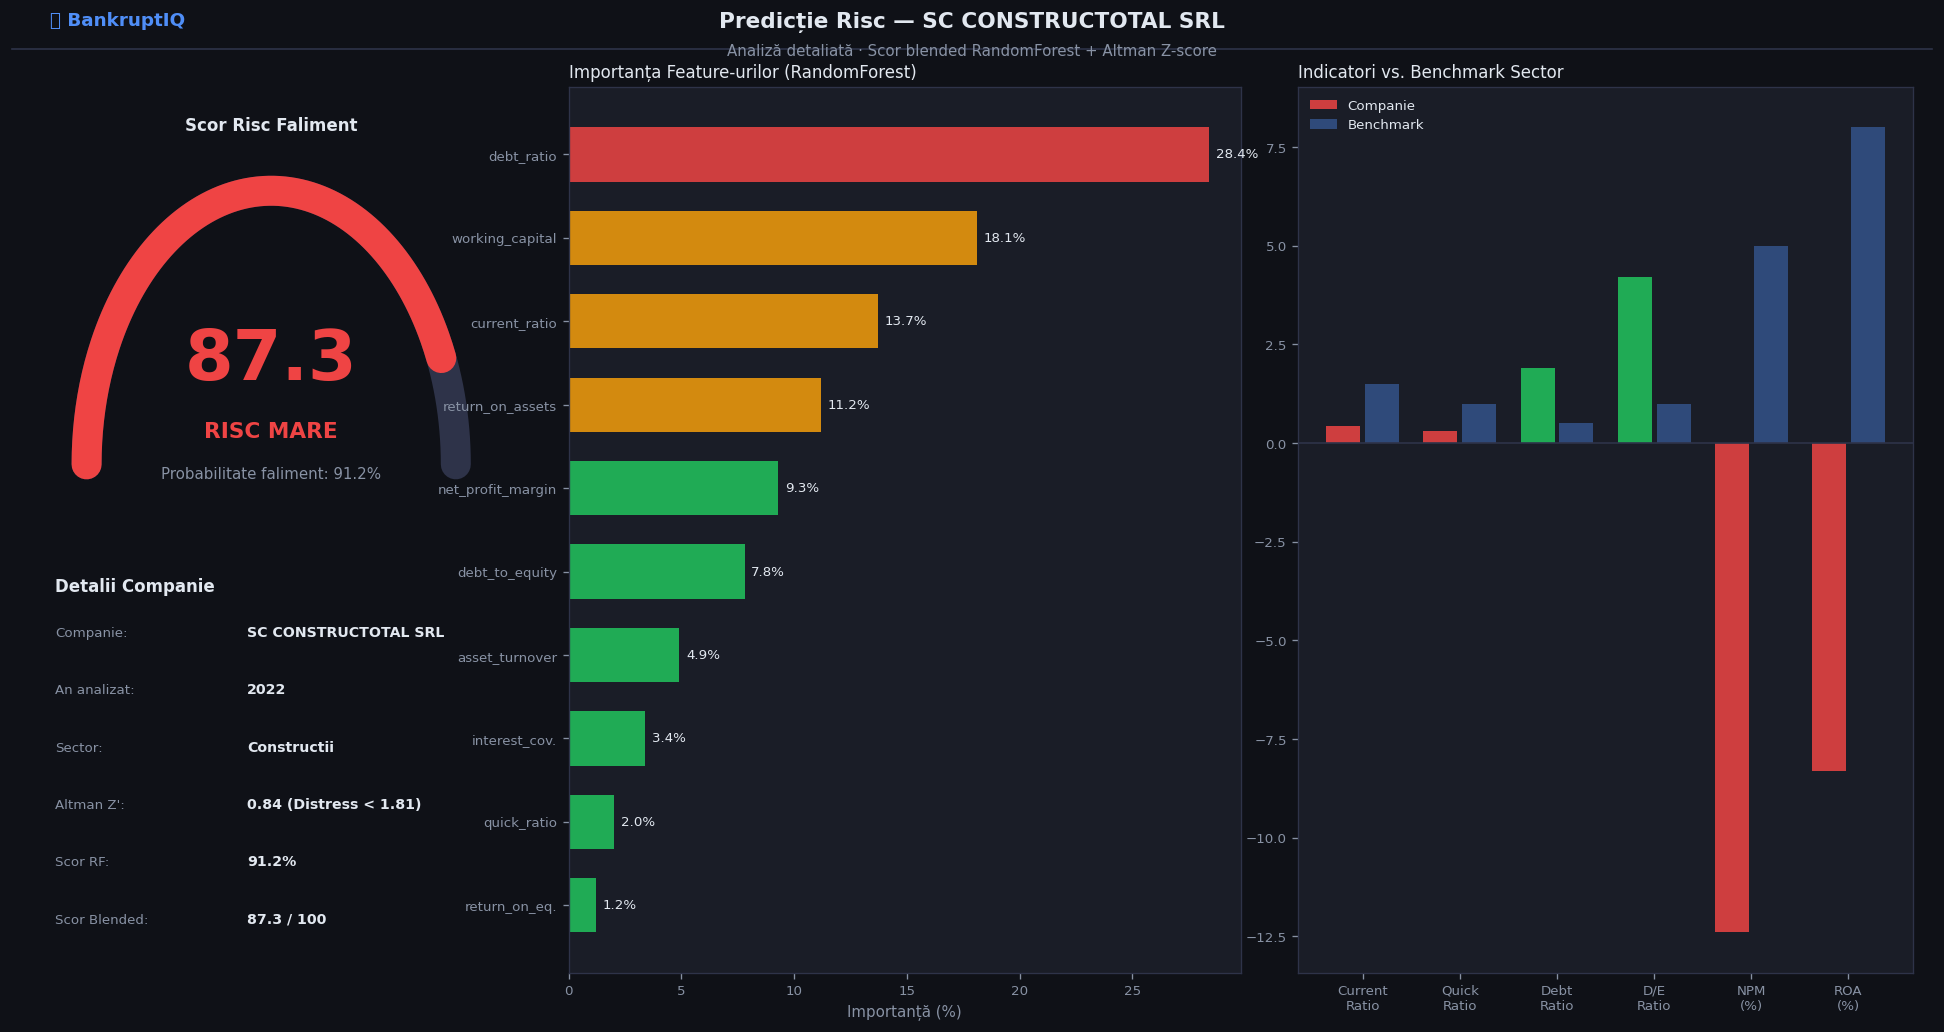 BankruptIQ
Predicție Risc — SC CONSTRUCTOTAL SRL
Analiză detaliată · Scor blended RandomForest + Altman Z-score
Scor Risc Faliment
87.3
RISC MARE
Probabilitate faliment: 91.2%
Detalii Companie
Companie: SC CONSTRUCTOTAL SRL
An analizat: 2022
Sector: Constructii
Altman Z': 0.84 (Distress < 1.81)
Scor RF: 91.2%
Scor Blended: 87.3 / 100
Importanța Feature-urilor (RandomForest)
debt_ratio 28.4%
working_capital 18.1%
current_ratio 13.7%
return_on_assets 11.2%
net_profit_margin 9.3%
debt_to_equity 7.8%
asset_turnover 4.9%
interest_cov. 3.4%
quick_ratio 2.0%
return_on_eq. 1.2%
0 5 10 15 20 25
Importanță (%)
Indicatori vs. Benchmark Sector
Companie
Benchmark
7.5
5.0
2.5
0.0
−2.5
−5.0
−7.5
−10.0
−12.5
Current Quick Debt D/E NPM ROA
Ratio Ratio Ratio Ratio (%) (%)